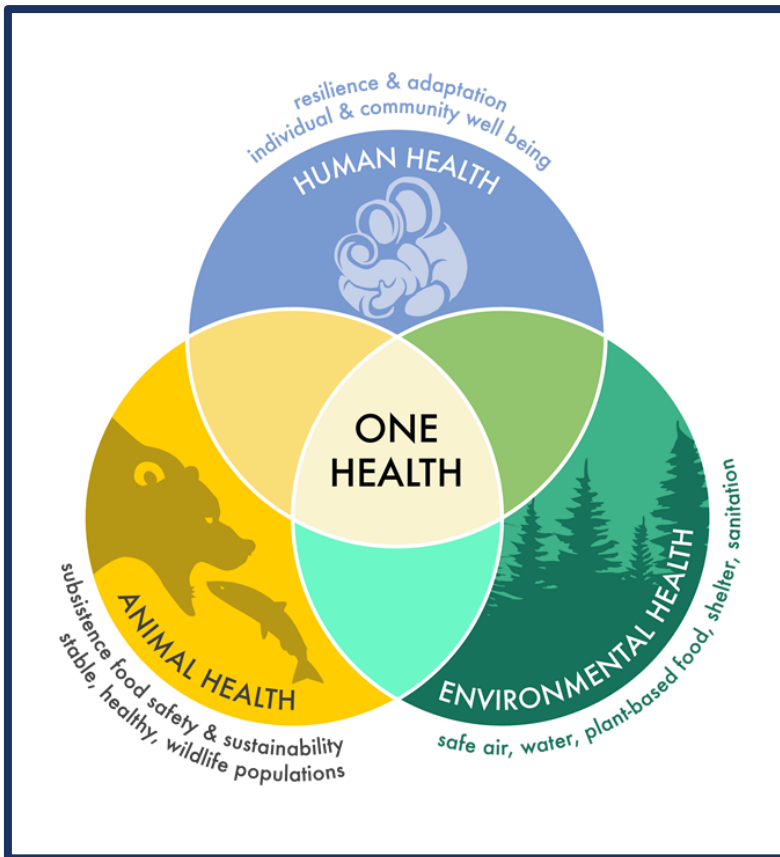 resilience & adaptation
individual & community well being
HUMAN HEALTH
ONE
HEALTH
ANIMAL HEALTH
subsistence food safety & sustainability
stable, healthy, wildlife populations
ENVIRONMENTAL HEALTH
safe air, water, plant-based food, shelter, sanitation